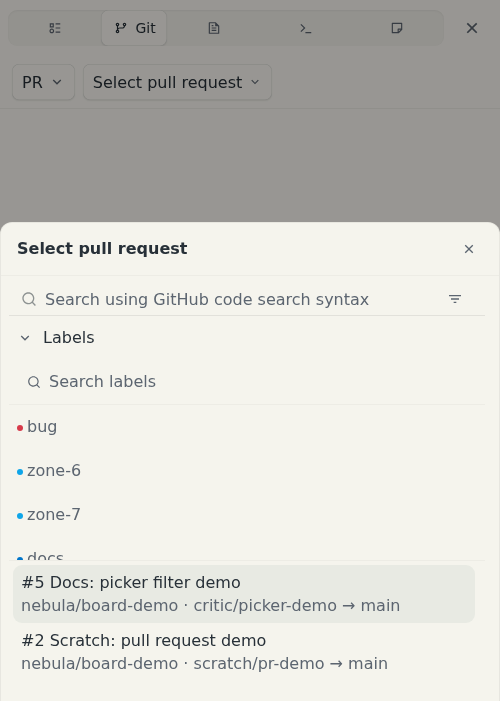 Git
PR
Select pull request
Select pull request
Search using GitHub code search syntax
Labels
Search labels
bug
zone-6
zone-7
docs
#5 Docs: picker filter demo
nebula/board-demo · critic/picker-demo → main
#2 Scratch: pull request demo
nebula/board-demo · scratch/pr-demo → main